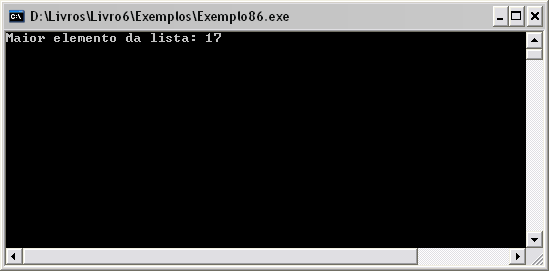 D:\Livros\Livro6\Exemplos\Exemplo86.exe
Maior elemento da lista: 17